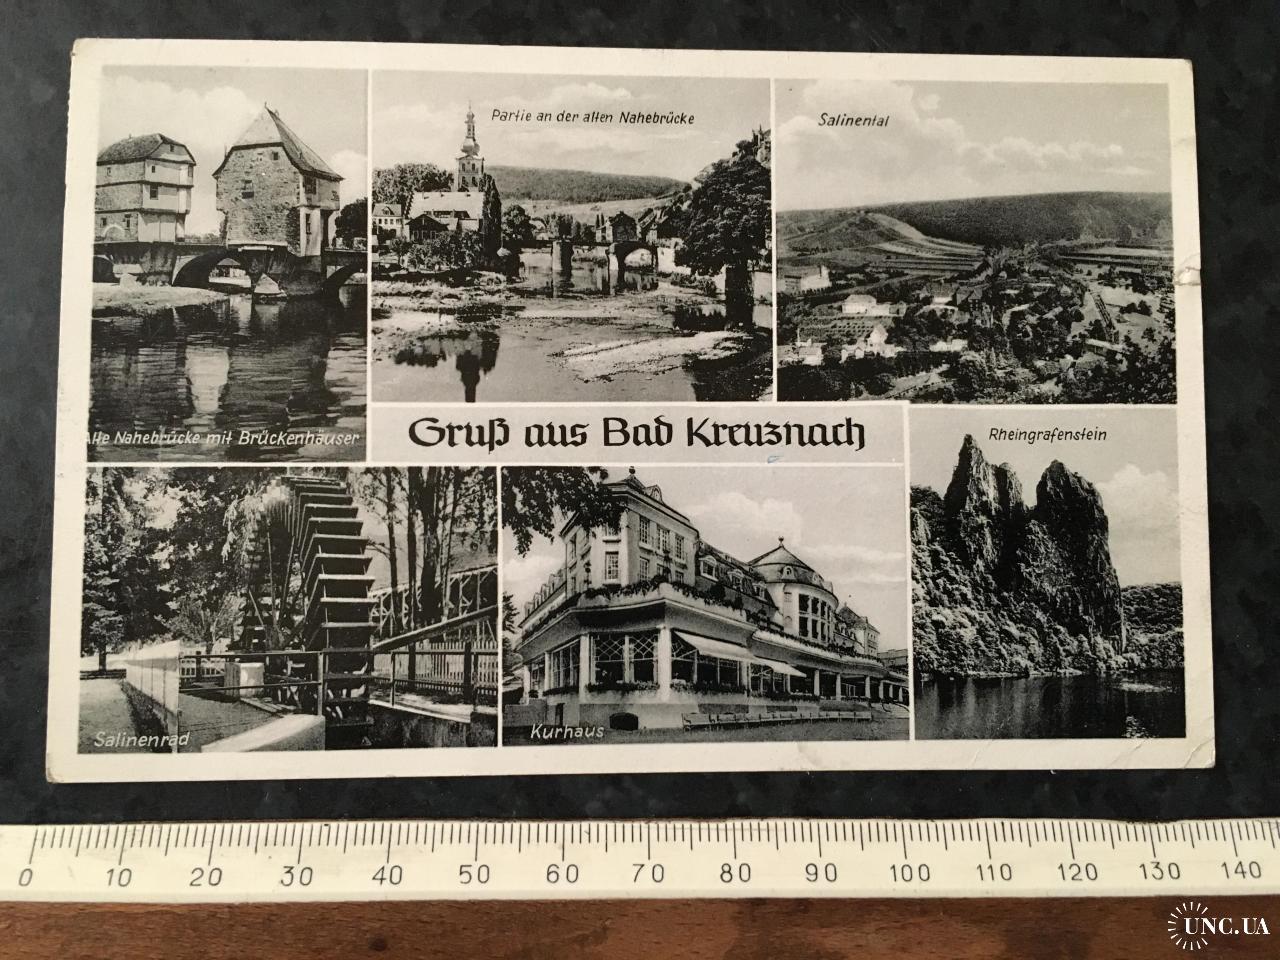 Partie an der alten Nahebrücke
Salinental
Alte Nahebrücke mit Brückenhäuser
Gruß aus Bad Kreuznach
Rheingrafenstein
Salinenrad
Kurhaus
0 10 20 30 40 50 60 70 80 90 100 110 120 130 140
UNC.UA